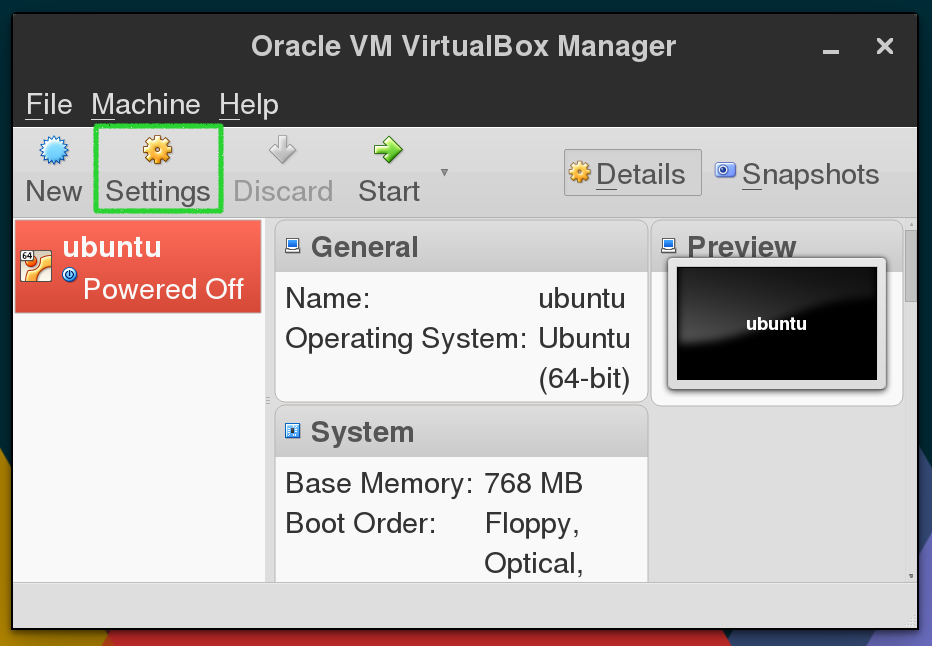 Oracle VM VirtualBox Manager
File Machine Help
New Settings Discard Start Details Snapshots
64 ubuntu
Powered Off
General
Name: ubuntu
Operating System: Ubuntu
(64-bit)
System
Base Memory: 768 MB
Boot Order: Floppy,
Optical,
Preview
ubuntu